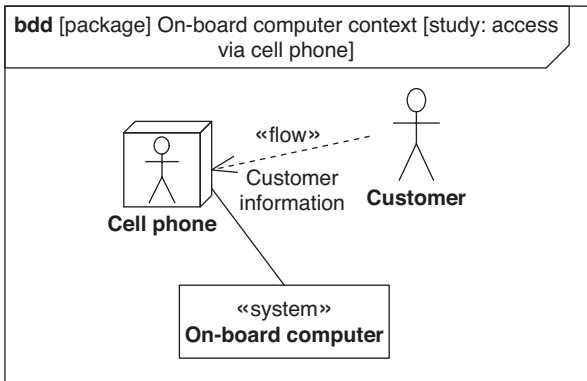 bdd [package] On-board computer context [study: access
via cell phone]
«flow»
Customer
information
Customer
Cell phone
«system»
On-board computer